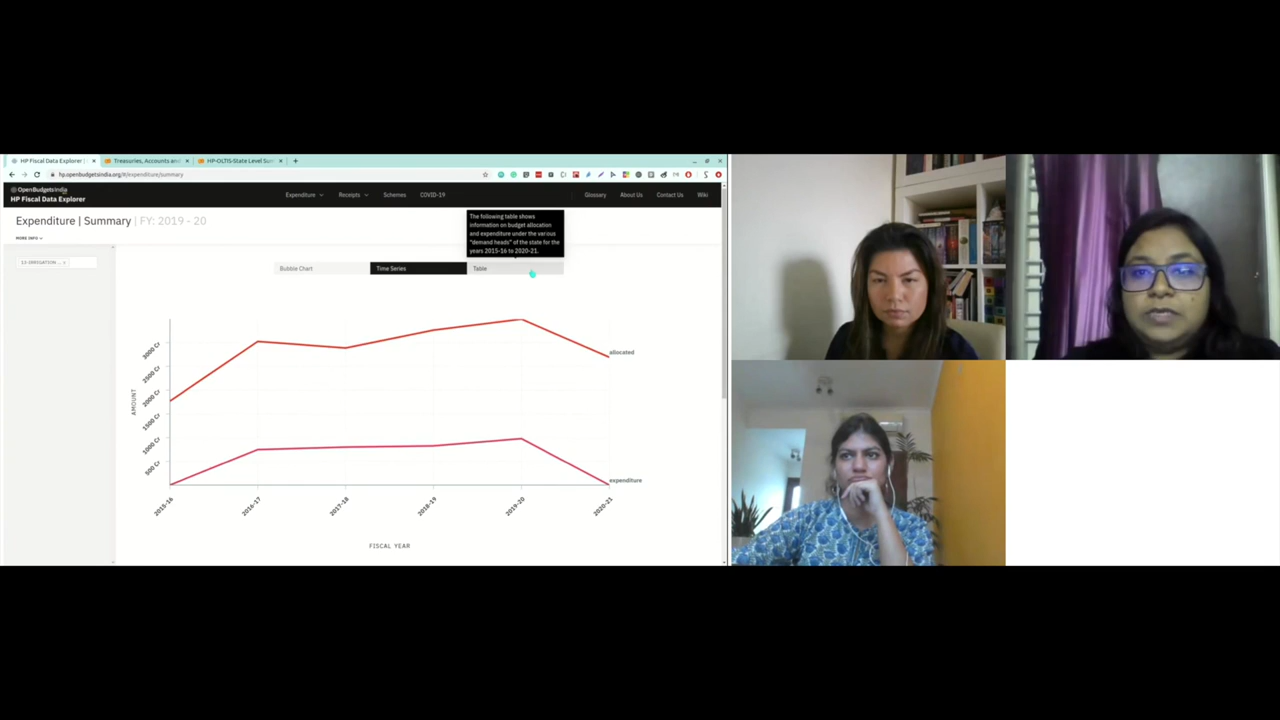 HP Fiscal Data Explorer |
Treasuries, Accounts and
HP-OLTIS-State Level Sum
hp.openbudgetsindia.org/#/expenditure/summary
OpenBudgetsIndia
HP Fiscal Data Explorer
Expenditure
Receipts
Schemes
COVID-19
Glossary
About Us
Contact Us
Wiki
Expenditure | Summary | FY: 2019 - 20
MORE INFO
The following table shows
information on budget allocation
and expenditure under the various
"demand heads" of the state for the
years 2015-16 to 2020-21.
13-IRRIGATION ... x
Bubble Chart
Time Series
Table
3000 Cr
2500 Cr
2000 Cr
1500 Cr
1000 Cr
500 Cr
AMOUNT
allocated
expenditure
2015-16
2016-17
2017-18
2018-19
2019-20
2020-21
FISCAL YEAR